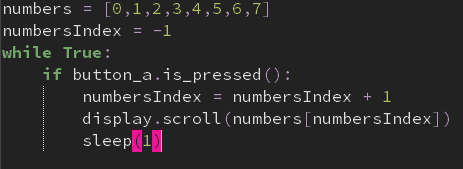 numbers = [0,1,2,3,4,5,6,7]
numbersIndex = -1
while True:
    if button_a.is_pressed():
        numbersIndex = numbersIndex + 1
        display.scroll(numbers[numbersIndex])
        sleep(1)